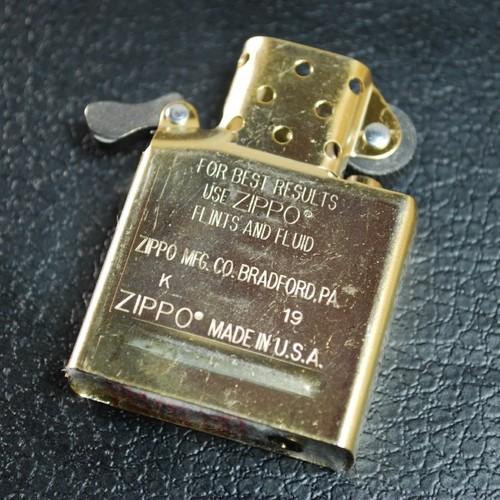 FOR BEST RESULTS
USE ZIPPO®
FLINTS AND FLUID
ZIPPO MFG. CO. BRADFORD, PA.
K 19
ZIPPO® MADE IN U.S.A.